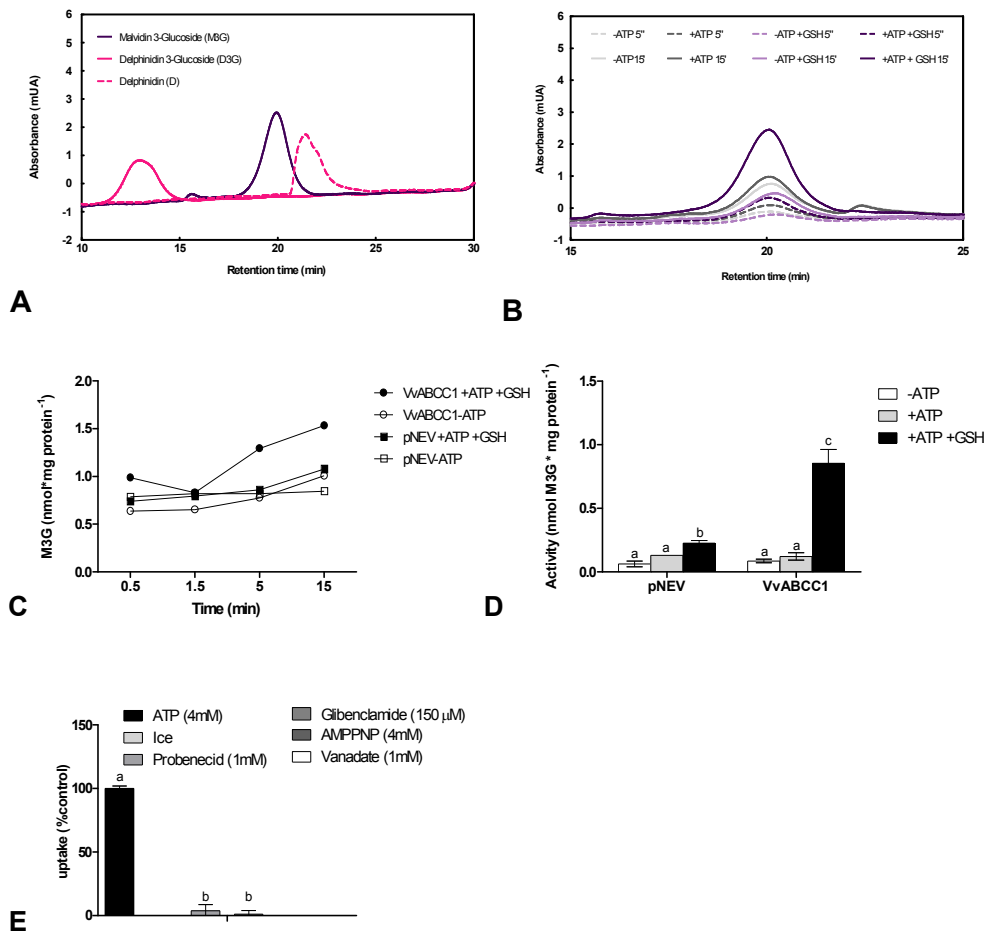 6
5
4
3
2
1
0
-1
-2
10
15
20
25
30
Absorbance (mUA)
Retention time (min)
Malvidin 3-Glucoside (M3G)
Delphinidin 3-Glucoside (D3G)
Delphinidin (D)
A
6
5
4
3
2
1
0
-1
15
20
25
Absorbance (mUA)
Retention time (min)
-ATP 5" +ATP 5" -ATP +GSH 5" +ATP +GSH 5"
-ATP15' +ATP 15' -ATP +GSH 15' +ATP + GSH 15'
B
2.0
1.5
1.0
0.5
0.0
0.5
1.5
5
15
M3G (nmol*mg protein-1)
Time (min)
VvABCC1 +ATP +GSH
VvABCC1-ATP
pNEV +ATP +GSH
pNEV-ATP
C
1.5
1.0
0.5
0.0
Activity (nmol M3G * mg protein-1)
a
a
b
a
a
c
pNEV
VvABCC1
-ATP
+ATP
+ATP +GSH
D
150
100
50
0
uptake (%control)
ATP (4mM)
Ice
Probenecid (1mM)
Glibenclamide (150 μM)
AMPPNP (4mM)
Vanadate (1mM)
a
b
b
E